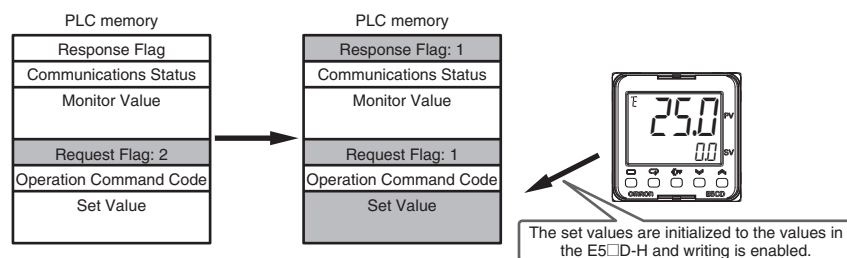 PLC memory
Response Flag
Communications Status
Monitor Value
Request Flag: 2
Operation Command Code
Set Value
PLC memory
Response Flag: 1
Communications Status
Monitor Value
Request Flag: 1
Operation Command Code
Set Value
25.0
PV
0.0
SV
omron
E5CD
The set values are initialized to the values in
the E5□D-H and writing is enabled.